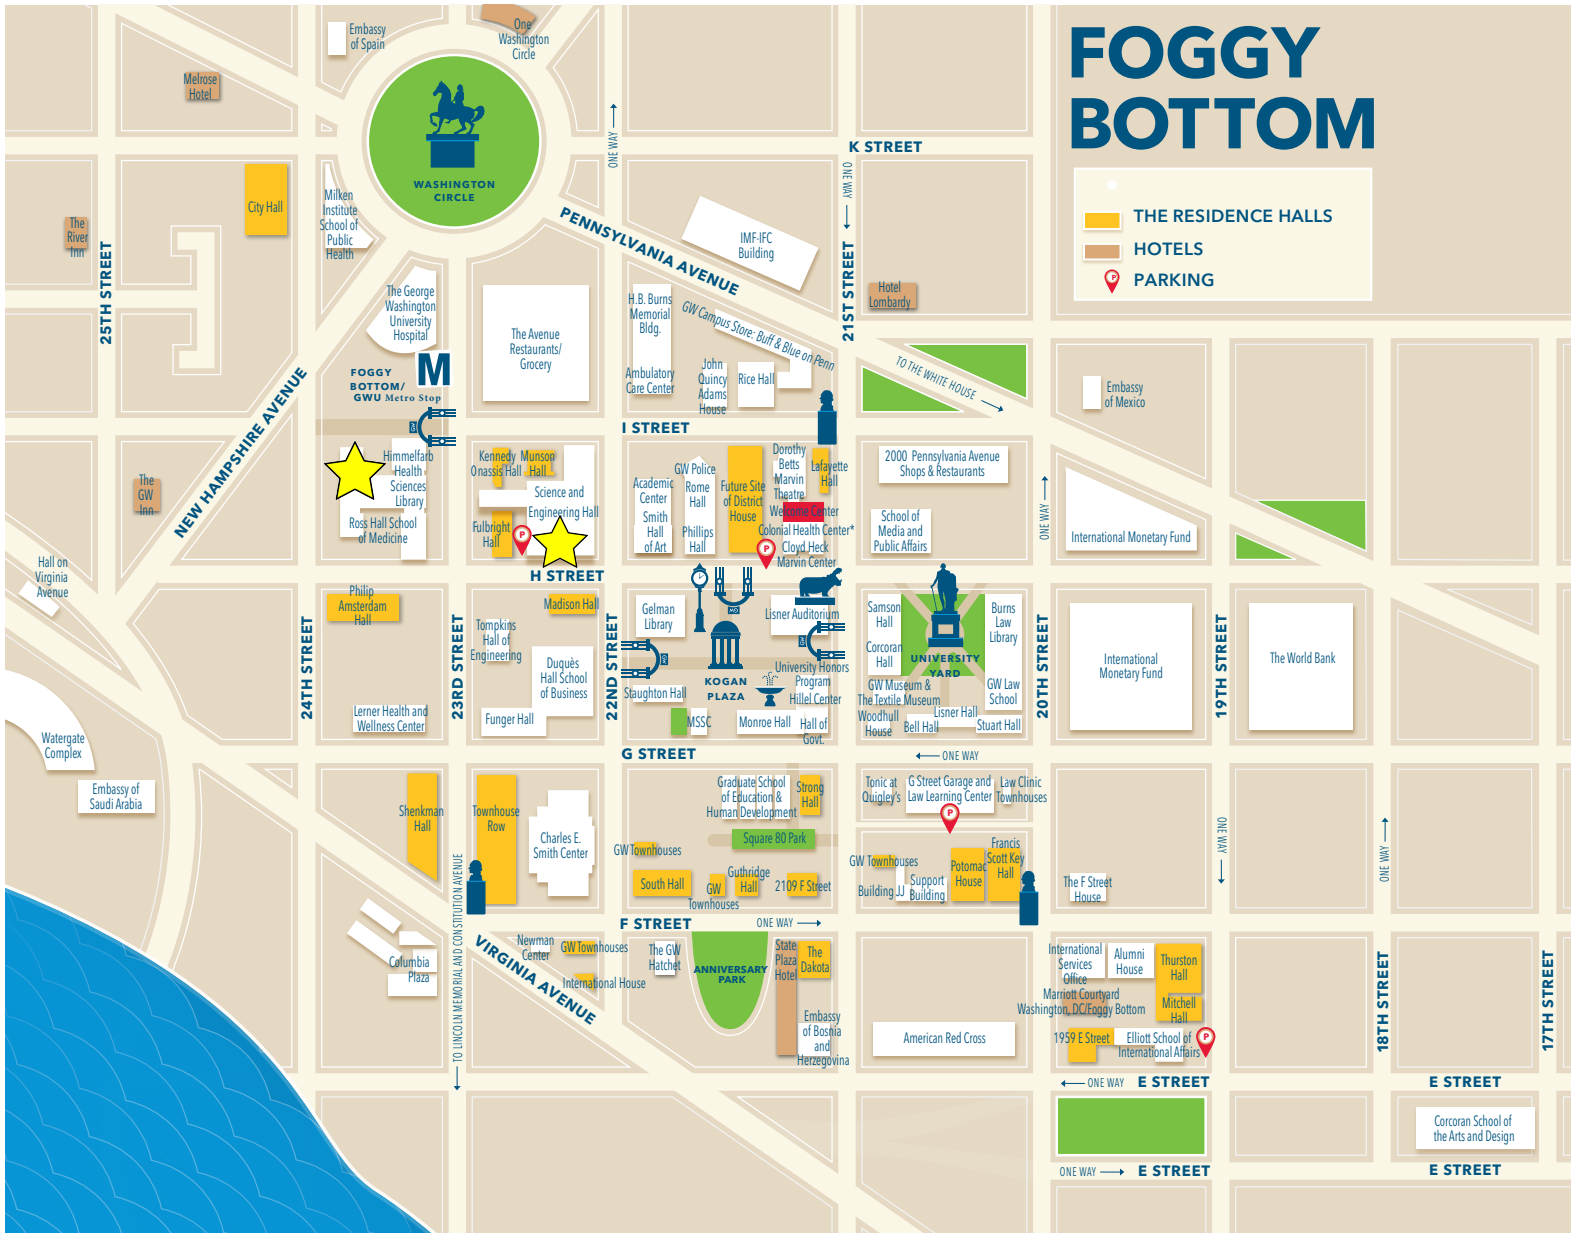 FOGGY
BOTTOM
THE RESIDENCE HALLS
HOTELS
P
PARKING
Embassy
of Spain
One
Washington
Circle
Melrose
Hotel
WASHINGTON
CIRCLE
ONE WAY
K STREET
ONE WAY
City Hall
Milken
Institute
School of
Public
Health
The
River
Inn
25TH STREET
PENNSYLVANIA AVENUE
IMF-IFC
Building
21ST STREET
Hotel
Lombardy
The George
Washington
University
Hospital
The Avenue
Restaurants/
Grocery
H.B. Burns
Memorial
Bldg.
GW Campus Store: Buff & Blue on Penn
Ambulatory
Care Center
John
Quincy
Adams
House
Rice Hall
TO THE WHITE HOUSE
Embassy
of Mexico
FOGGY
BOTTOM/
GWU Metro Stop
M
NEW HAMPSHIRE AVENUE
I STREET
The
GW
Inn
Himmelfarb
Health
Sciences
Library
Ross Hall School
of Medicine
Kennedy
Onassis Hall
Munson
Hall
Science and
Engineering Hall
Fulbright
Hall
P
H STREET
Academic
Center
Smith
Hall
of Art
GW Police
Rome
Hall
Phillips
Hall
Future Site
of District
House
P
Dorothy
Betts
Marvin
Theatre
Lafayette
Hall
Welcome Center
Colonial Health Center*
Cloyd Heck
Marvin Center
2000 Pennsylvania Avenue
Shops & Restaurants
School of
Media and
Public Affairs
ONE WAY
International Monetary Fund
Hall on
Virginia
Avenue
Philip
Amsterdam
Hall
24TH STREET
23RD STREET
Madison Hall
Tompkins
Hall of
Engineering
Duquès
Hall School
of Business
Funger Hall
22ND STREET
Lerner Health and
Wellness Center
Gelman
Library
Lisner Auditorium
KOGAN
PLAZA
University Honors
Program
Hillel Center
Staughton Hall
MSSC
Monroe Hall
Hall of
Govt.
Samson
Hall
Corcoran
Hall
UNIVERSITY
YARD
Burns
Law
Library
GW Museum &
The Textile Museum
GW Law
School
Woodhull
House
Bell Hall
Lisner Hall
Stuart Hall
20TH STREET
International
Monetary Fund
19TH STREET
The World Bank
Watergate
Complex
Embassy of
Saudi Arabia
G STREET
ONE WAY
Shenkman
Hall
Townhouse
Row
Charles E.
Smith Center
Graduate School
of Education &
Human Development
Strong
Hall
Square 80 Park
GW Townhouses
South Hall
GW
Townhouses
Guthridge
Hall
2109 F Street
Tonic at
Quigley's
G Street Garage and
Law Learning Center
P
Law Clinic
Townhouses
GW Townhouses
Building JJ
Support
Building
Potomac
House
Francis
Scott Key
Hall
The F Street
House
ONE WAY
ONE WAY
F STREET
ONE WAY
TO LINCOLN MEMORIAL AND CONSTITUTION AVENUE
Columbia
Plaza
VIRGINIA AVENUE
Newman
Center
GW Townhouses
International House
The GW
Hatchet
ANNIVERSARY
PARK
State
Plaza
Hotel
The
Dakota
Embassy
of Bosnia
and
Herzegovina
American Red Cross
International
Services
Office
Alumni
House
Thurston
Hall
Marriott Courtyard
Washington, DC/Foggy Bottom
Mitchell
Hall
1959 E Street
Elliott School of
International Affairs
P
18TH STREET
17TH STREET
ONE WAY
E STREET
E STREET
Corcoran School of
the Arts and Design
ONE WAY
E STREET
E STREET